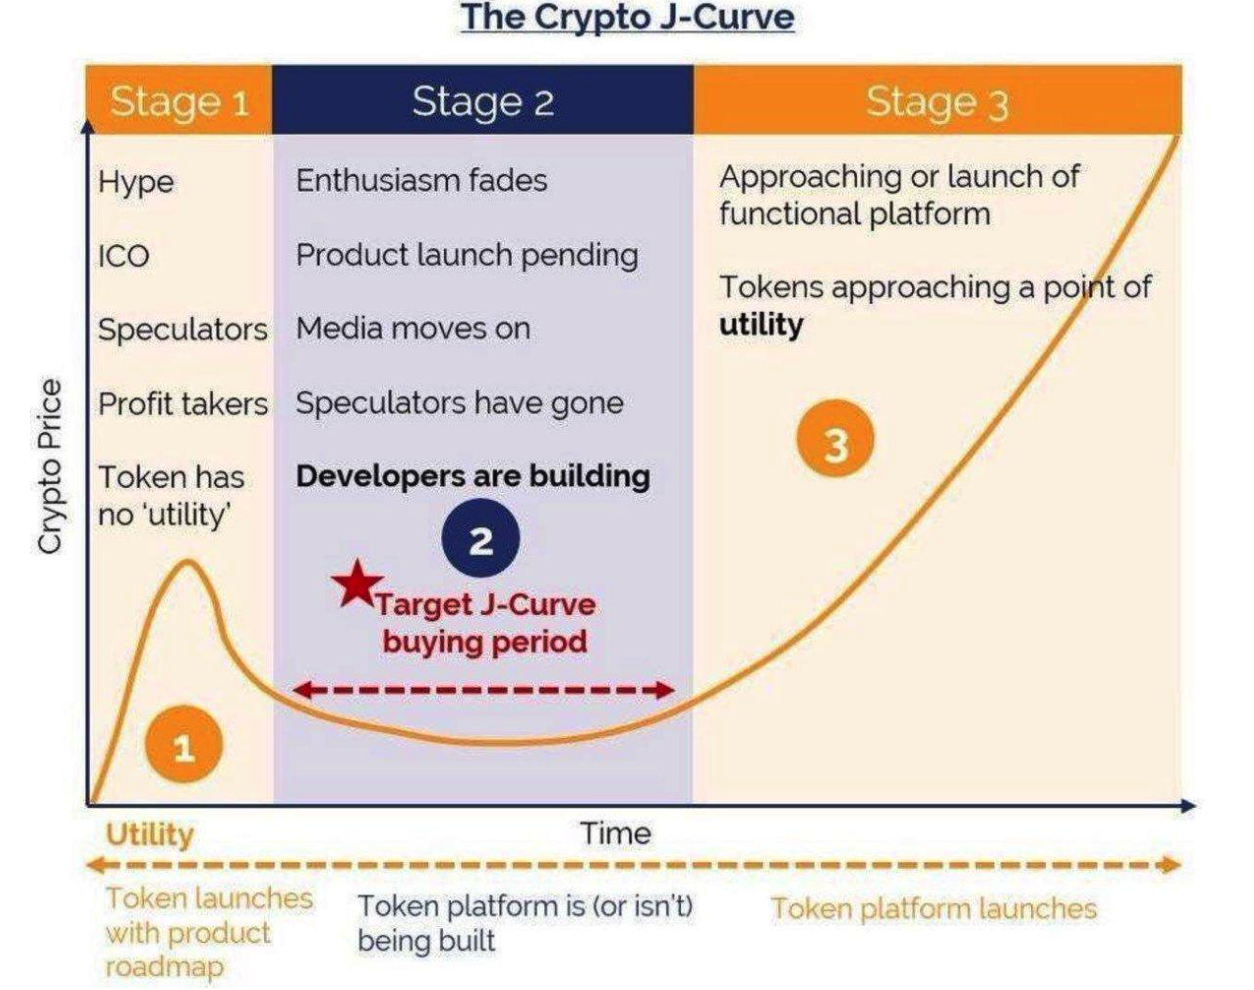 The Crypto J-Curve
Stage 1
Stage 2
Stage 3
Hype
ICO
Speculators
Profit takers
Token has
no ‘utility’
Enthusiasm fades
Product launch pending
Media moves on
Speculators have gone
Developers are building
2
Target J-Curve
buying period
Approaching or launch of
functional platform
Tokens approaching a point of
utility
3
1
Crypto Price
Utility
Time
Token launches
with product
roadmap
Token platform is (or isn't)
being built
Token platform launches